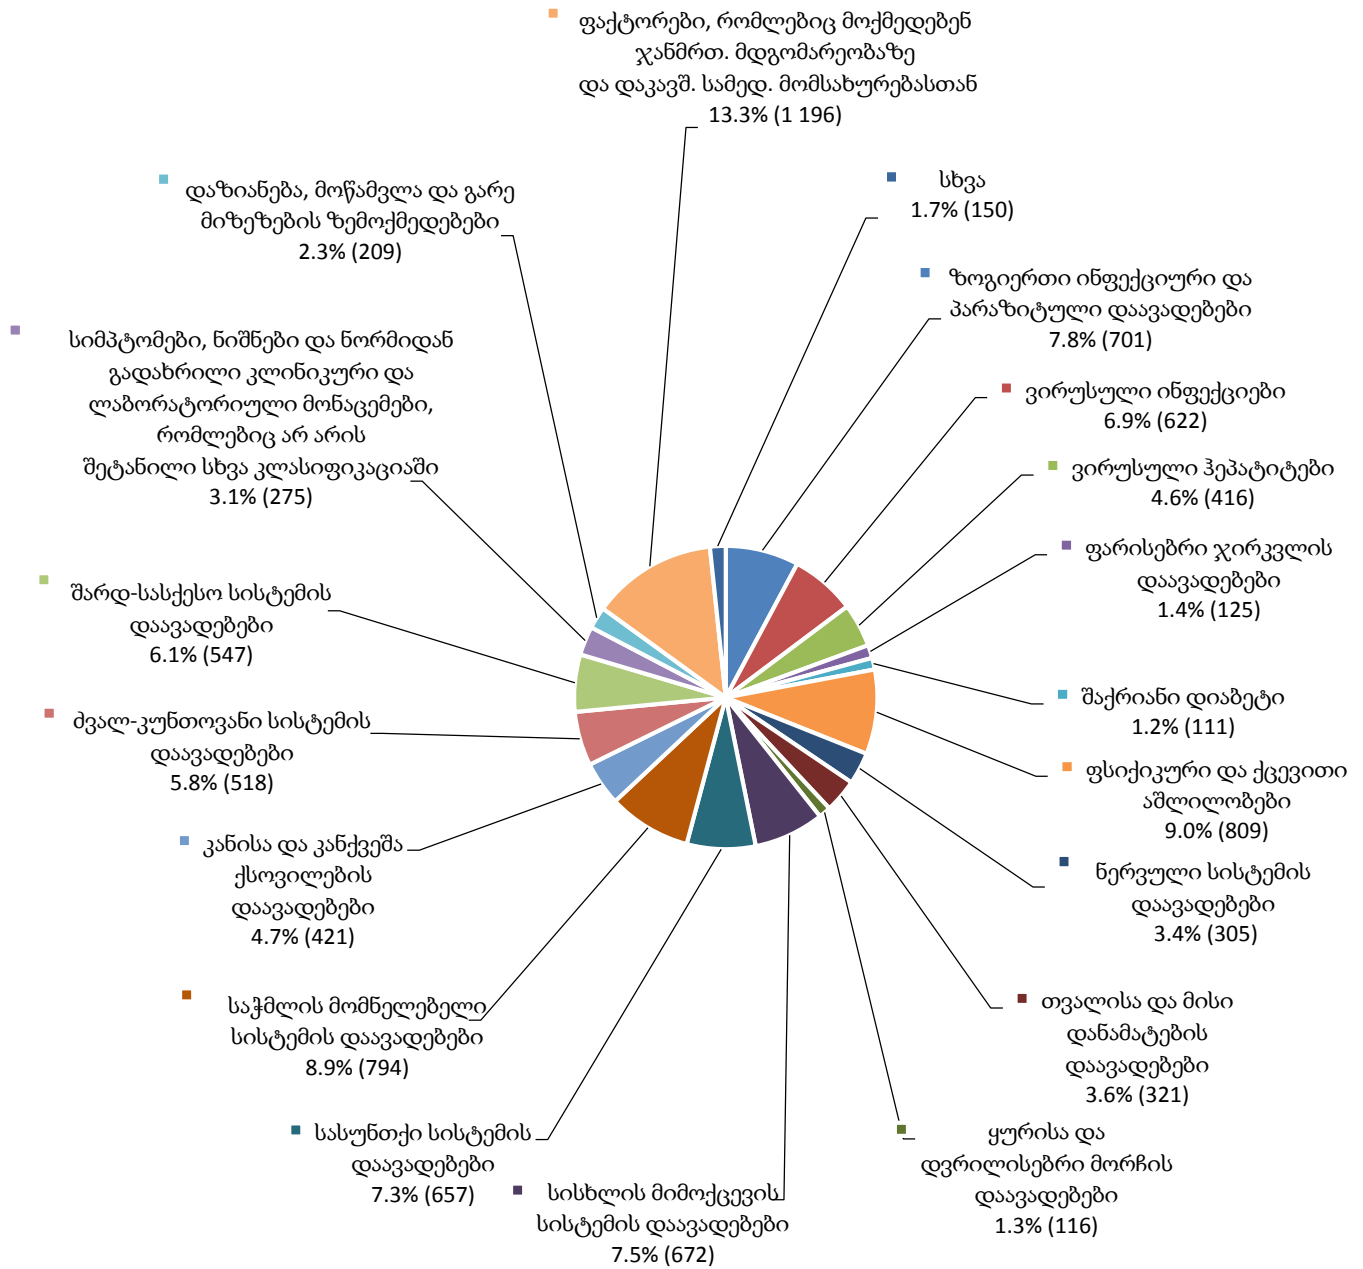 ფაქტორები, რომლებიც მოქმედებენ
ჯანმრთ. მდგომარეობაზე
და დაკავშ. სამედ. მომსახურებასთან
13.3% (1 196)
სხვა
1.7% (150)
ზოგიერთი ინფექციური და
პარაზიტული დაავადებები
7.8% (701)
ვირუსული ინფექციები
6.9% (622)
ვირუსული ჰეპატიტები
4.6% (416)
ფარისებრი ჯირკვლის
დაავადებები
1.4% (125)
შაქრიანი დიაბეტი
1.2% (111)
ფსიქიკური და ქცევითი
აშლილობები
9.0% (809)
ნერვული სისტემის
დაავადებები
3.4% (305)
თვალისა და მისი
დანამატების
დაავადებები
3.6% (321)
ყურისა და
დვრილისებრი მორჩის
დაავადებები
1.3% (116)
სისხლის მიმოქცევის
სისტემის დაავადებები
7.5% (672)
სასუნთქი სისტემის
დაავადებები
7.3% (657)
საჭმლის მომნელებელი
სისტემის დაავადებები
8.9% (794)
კანისა და კანქვეშა
ქსოვილების
დაავადებები
4.7% (421)
ძვალ-კუნთოვანი სისტემის
დაავადებები
5.8% (518)
შარდ-სასქესო სისტემის
დაავადებები
6.1% (547)
სიმპტომები, ნიშნები და ნორმიდან
გადახრილი კლინიკური და
ლაბორატორიული მონაცემები,
რომლებიც არ არის
შეტანილი სხვა კლასიფიკაციაში
3.1% (275)
დაზიანება, მოწამვლა და გარე
მიზეზების ზემოქმედებები
2.3% (209)